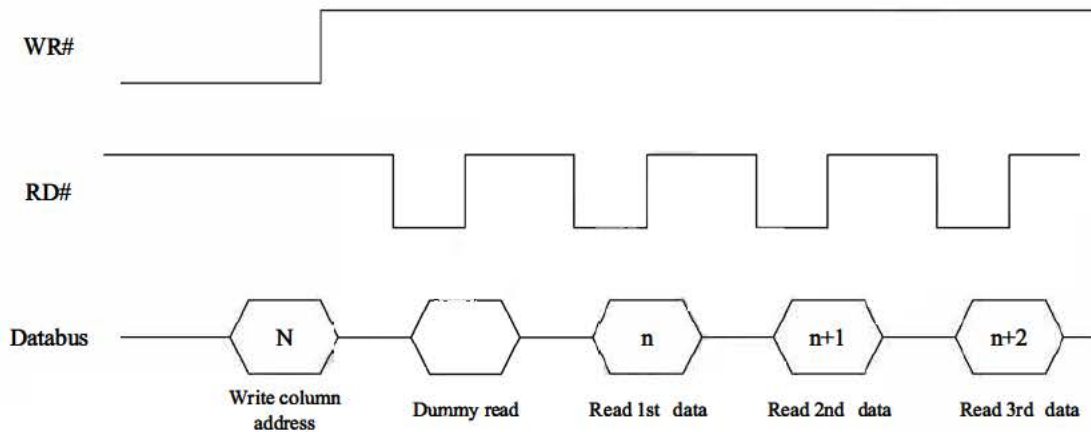 WR#
RD#
Databus
N
n
n+1
n+2
Write column
address
Dummy read
Read 1st data
Read 2nd data
Read 3rd data